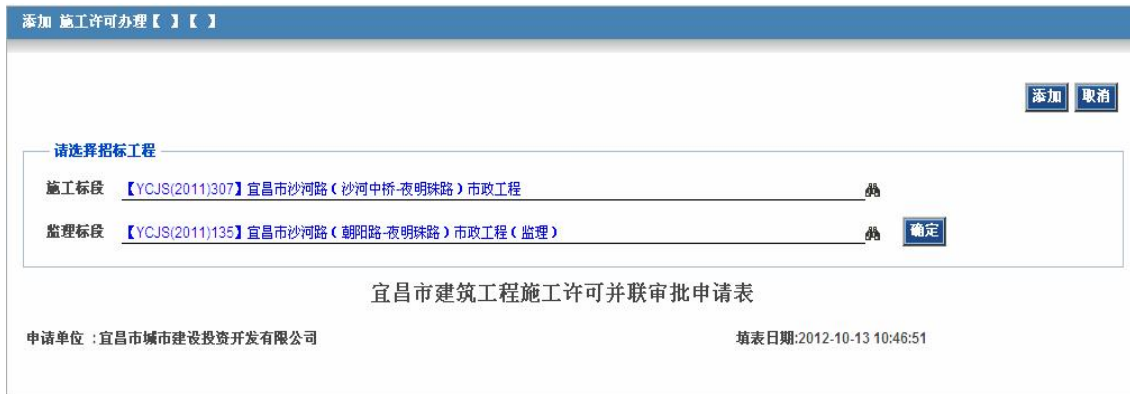 添加 施工许可办理【 】【 】
添加 取消
请选择招标工程
施工标段 【YCJS(2011)307】宜昌市沙河路（沙河中桥-夜明珠路）市政工程
监理标段 【YCJS(2011)135】宜昌市沙河路（朝阳路-夜明珠路）市政工程（监理） 确定
宜昌市建筑工程施工许可并联审批申请表
申请单位 :宜昌市城市建设投资开发有限公司 填表日期:2012-10-13 10:46:51